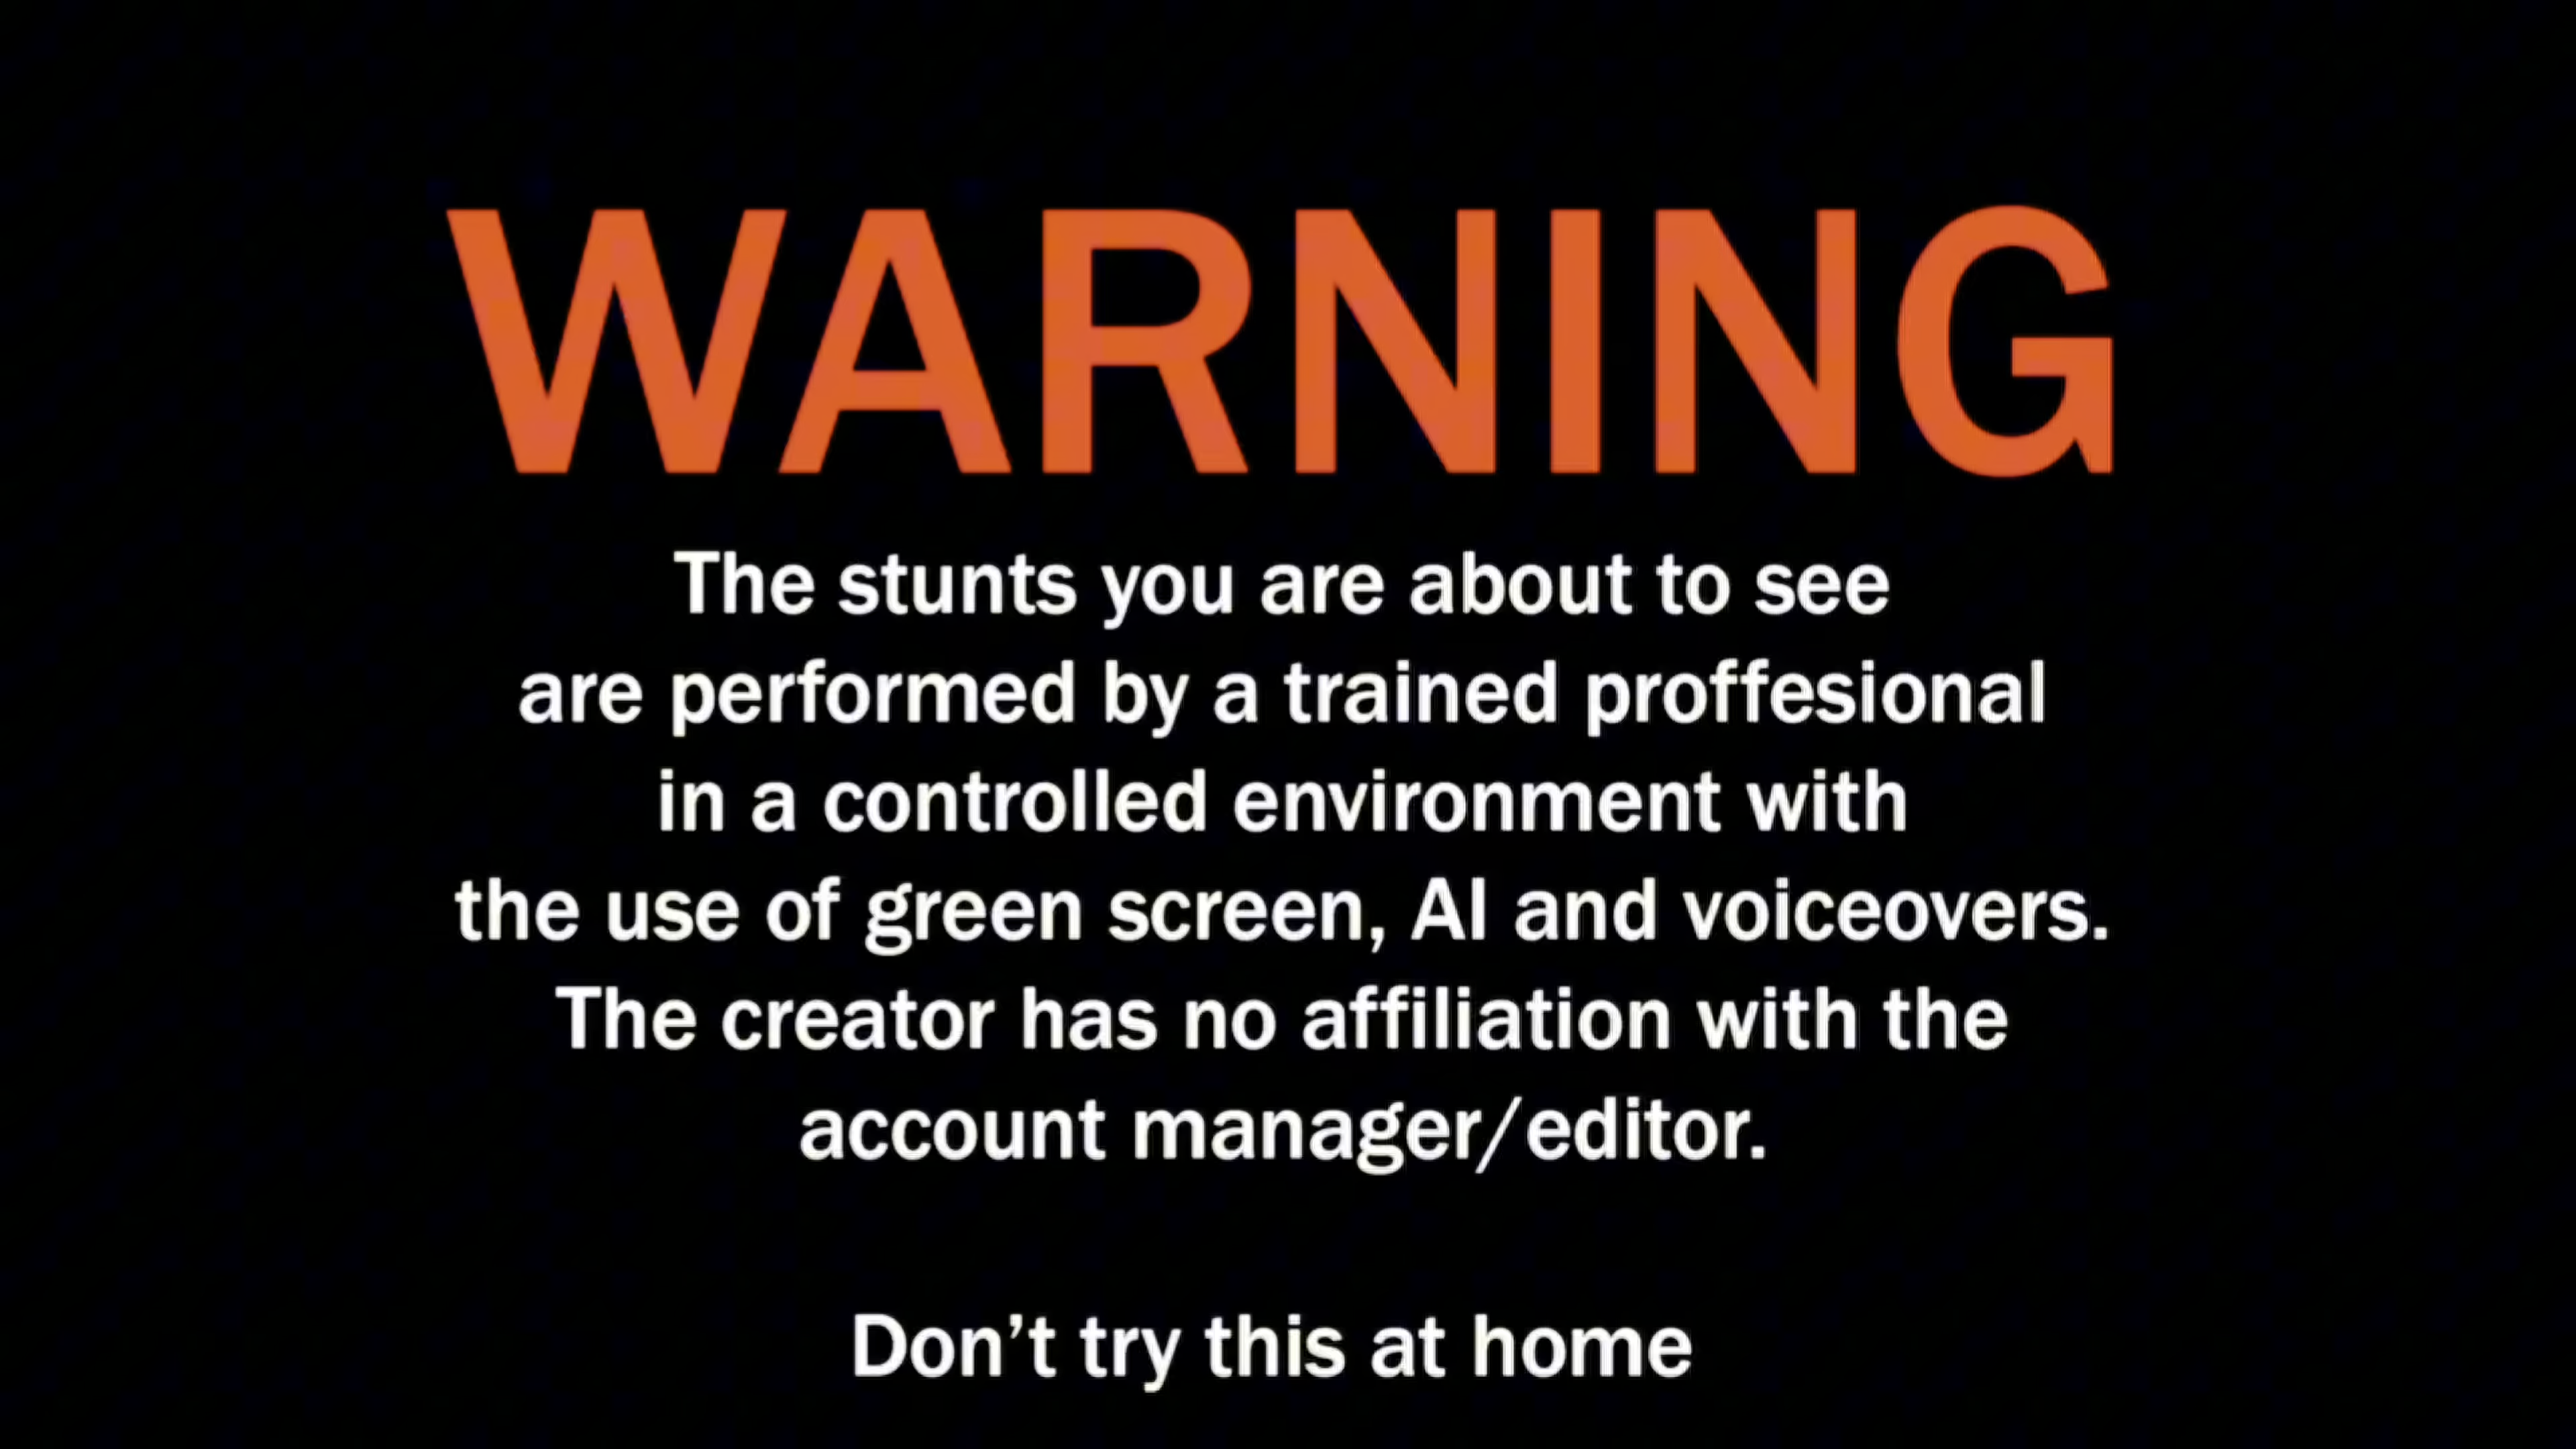 WARNING
The stunts you are about to see
are performed by a trained proffesional
in a controlled environment with
the use of green screen, AI and voiceovers.
The creator has no affiliation with the
account manager/editor.
Don’t try this at home